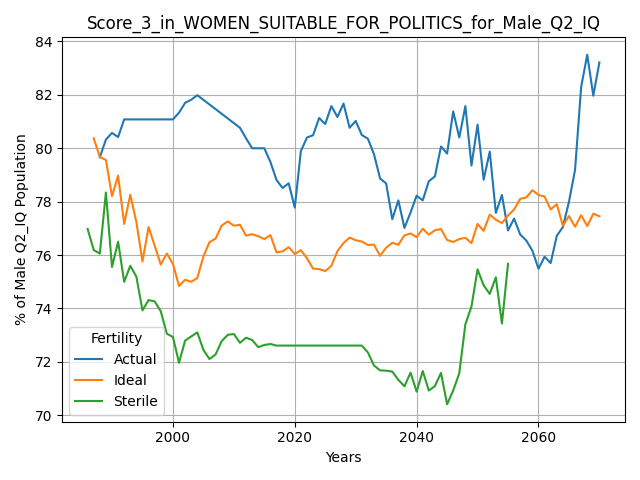 Score_3_in_WOMEN_SUITABLE_FOR_POLITICS_for_Male_Q2_IQ
% of Male Q2_IQ Population
84
82
80
78
76
74
72
70
Fertility
Actual
Ideal
Sterile
2000
2020
2040
2060
Years